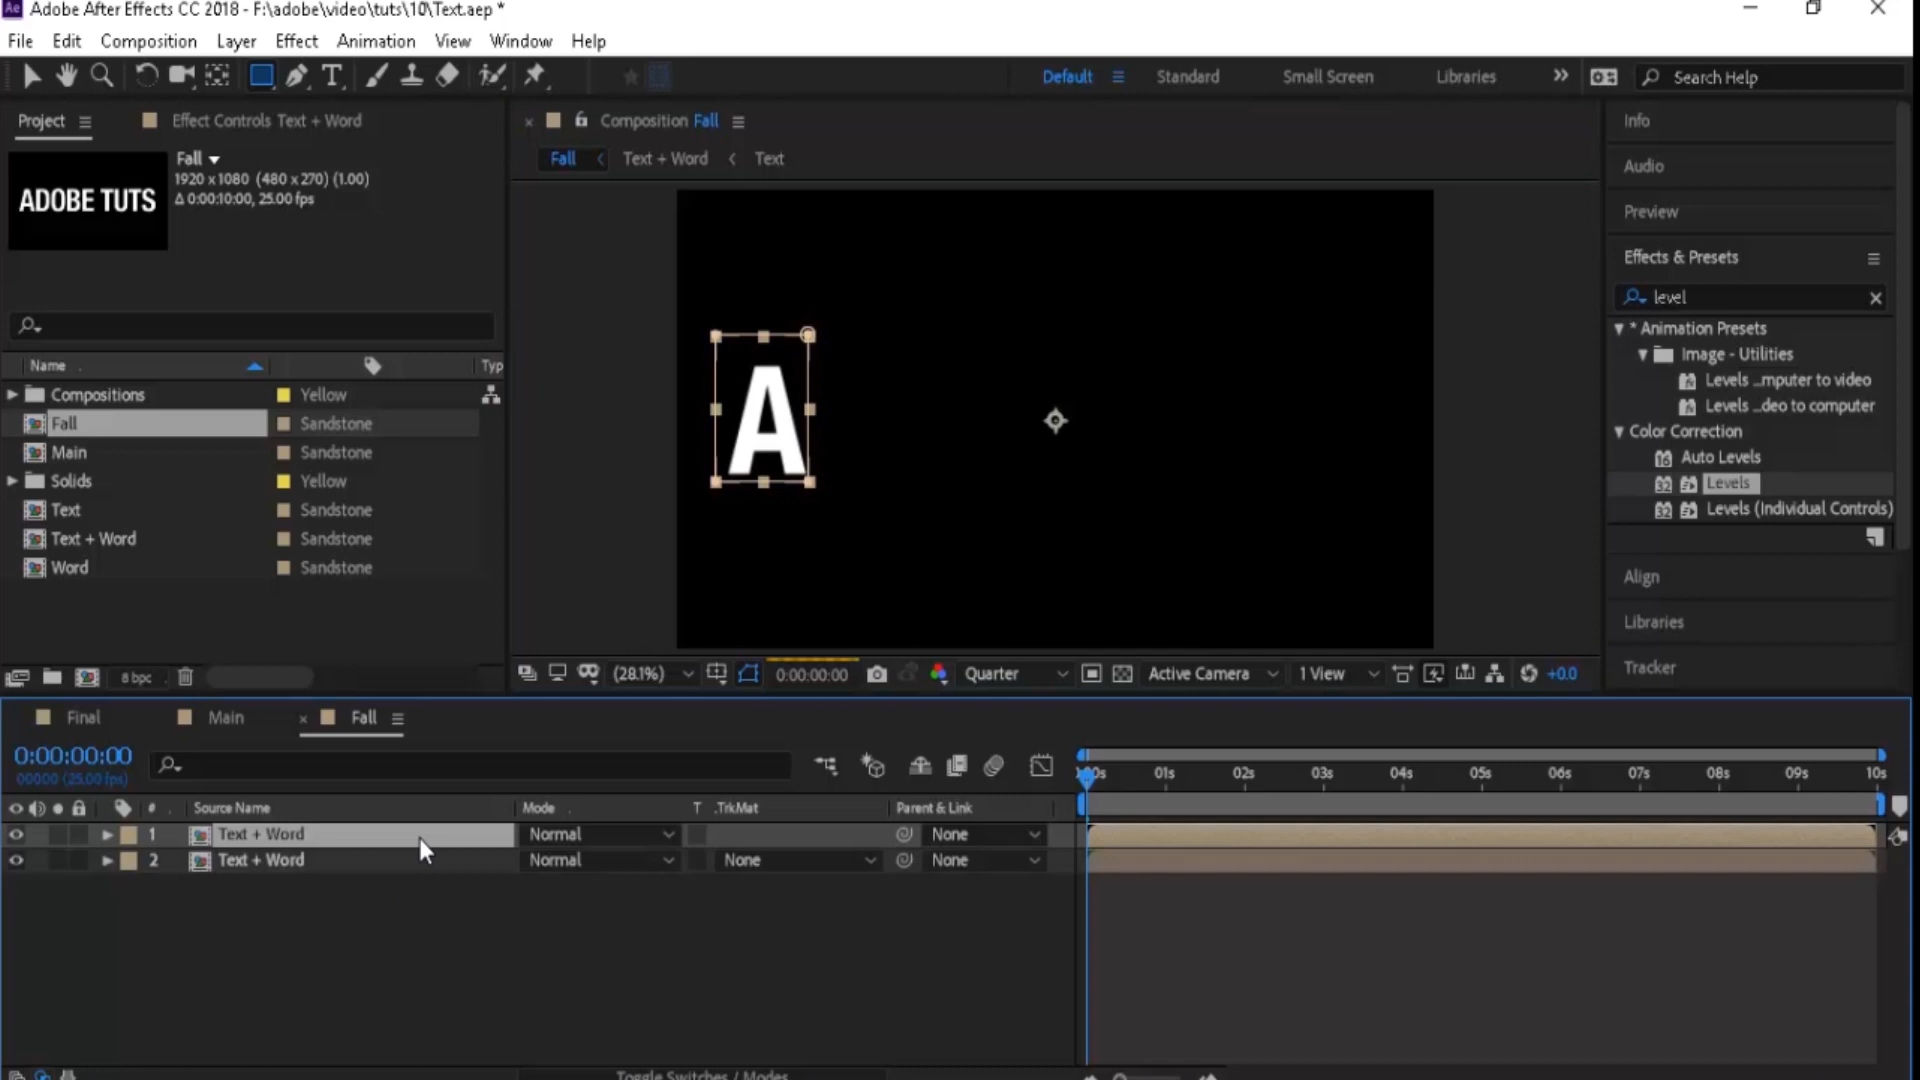 Ae Adobe After Effects CC 2018 - F:\adobe\video\tuts\10\Text.aep *
File Edit Composition Layer Effect Animation View Window Help
Default Standard Small Screen Libraries Search Help
Project Effect Controls Text + Word
Composition Fall
Fall
1920 x 1080 (480 x 270) (1.00)
Δ 0:00:10:00, 25.00 fps
ADOBE TUTS
Fall Text + Word Text
A
Name Typ
Compositions Yellow
Fall Sandstone
Main Sandstone
Solids Yellow
Text Sandstone
Text + Word Sandstone
Word Sandstone
8 bpc
(28.1%) 0:00:00:00 Quarter Active Camera 1 View +0.0
Info
Audio
Preview
Effects & Presets
level
* Animation Presets
Image - Utilities
Levels ...mputer to video
Levels ...deo to computer
Color Correction
16 Auto Levels
32 Levels
32 Levels (Individual Controls)
Align
Libraries
Tracker
Final Main Fall
0:00:00:00
00000 (25.00 fps)
01s 02s 03s 04s 05s 06s 07s 08s 09s 10s
# Source Name Mode T .TrkMat Parent & Link
1 Text + Word Normal None
2 Text + Word Normal None None
Toggle Switches / Modes